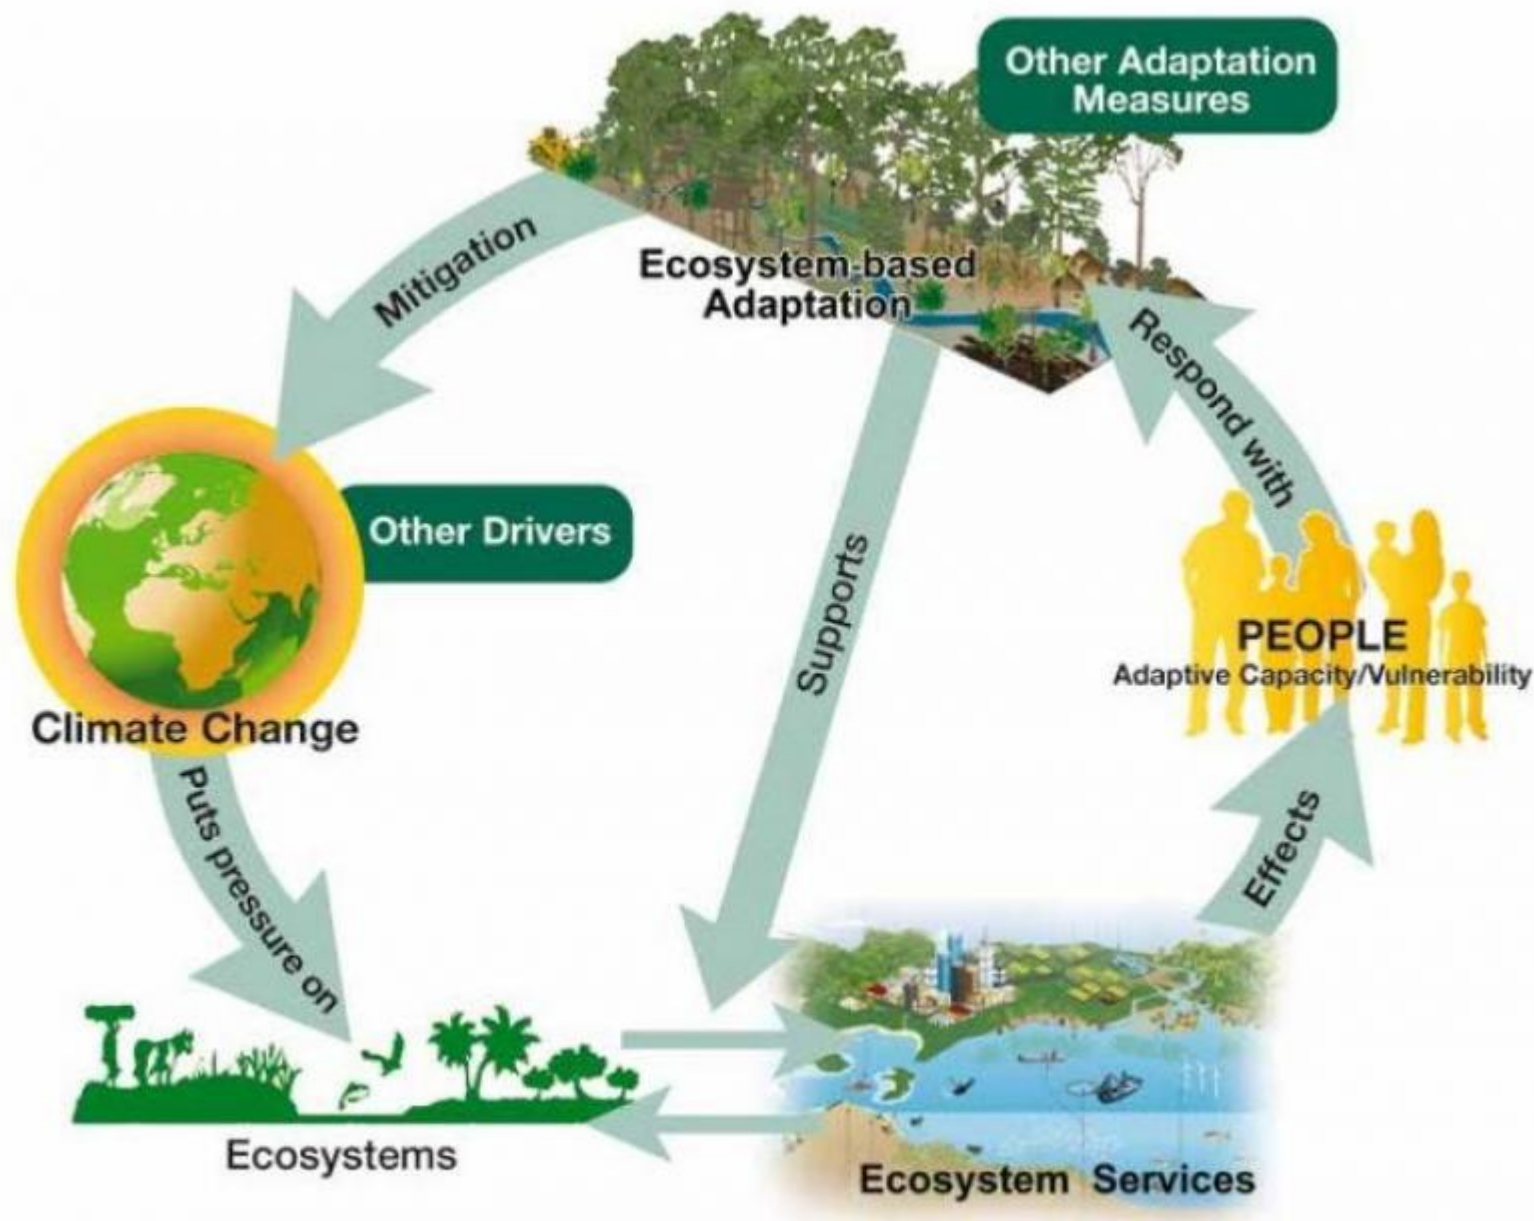 Other Adaptation
Measures
Mitigation
Ecosystem-based
Adaptation
Respond with
Other Drivers
Supports
PEOPLE
Adaptive Capacity/Vulnerability
Climate Change
Puts pressure on
Effects
Ecosystems
Ecosystem Services